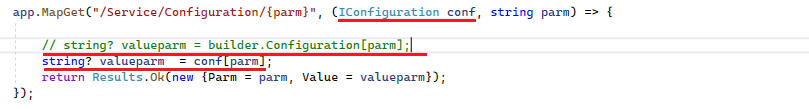 app.MapGet("/Service/Configuration/{parm}", (IConfiguration conf, string parm) => {
// string? valueparm = builder.Configuration[parm];
string? valueparm  = conf[parm];
return Results.Ok(new {Parm = parm, Value = valueparm});
});